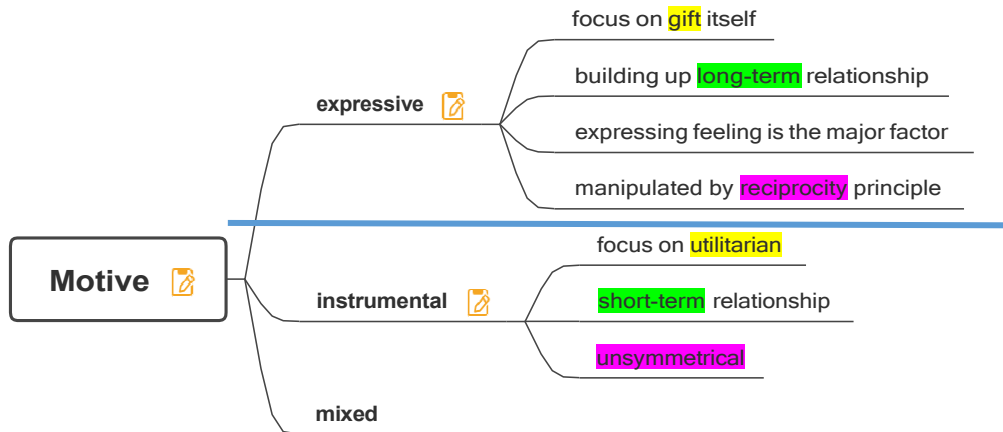 focus on gift itself
building up long-term relationship
expressive
expressing feeling is the major factor
manipulated by reciprocity principle
focus on utilitarian
Motive
instrumental
short-term relationship
unsymmetrical
mixed